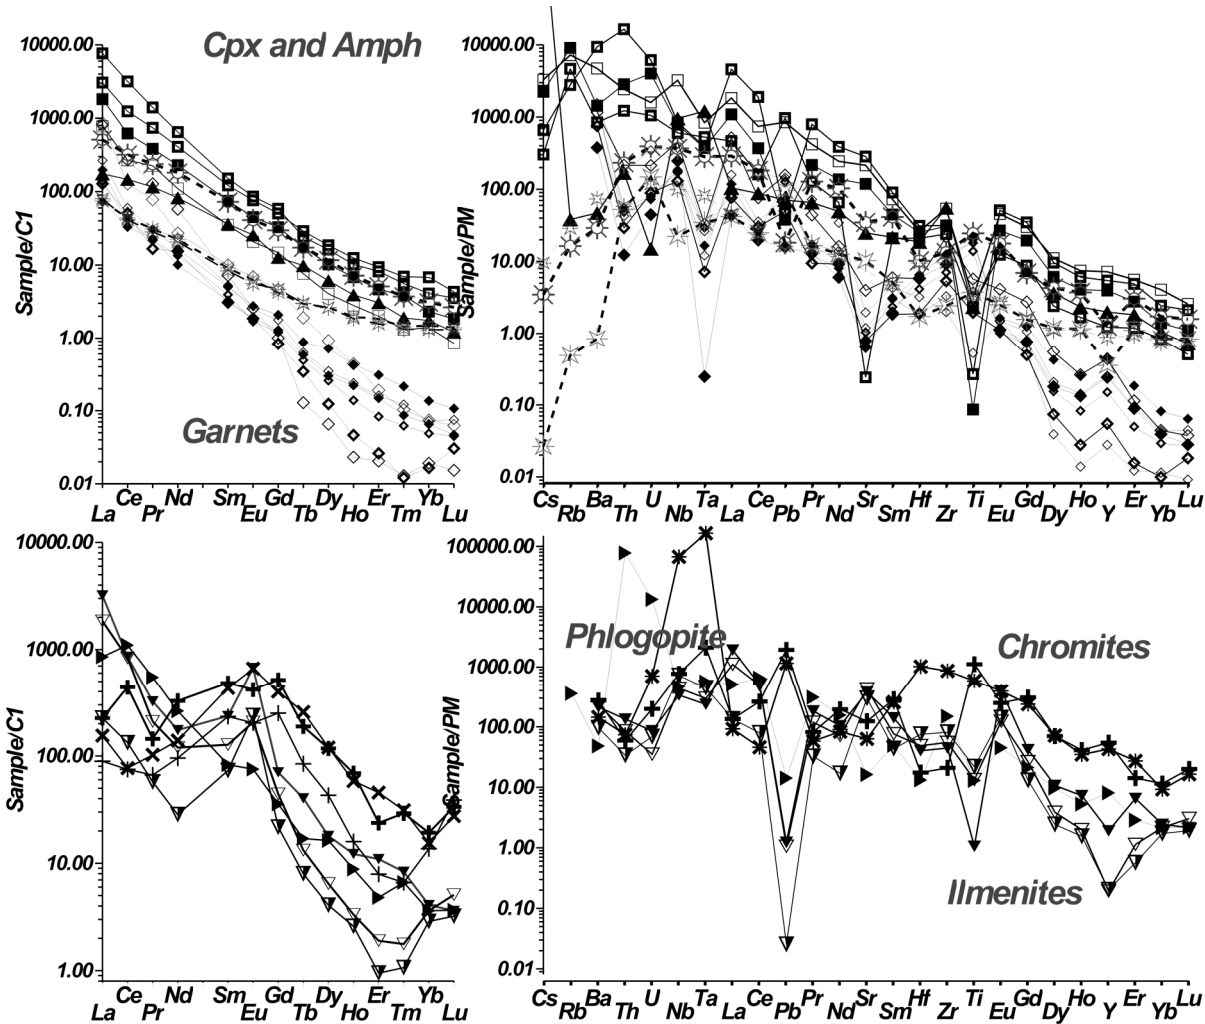 Cpx and Amph
10000.00
1000.00
100.00
10.00
1.00
0.10
0.01
Sample/C1
Garnets
Ce Nd Sm Gd Dy Er Yb
La Pr Eu Tb Ho Tm Lu
10000.00
1000.00
100.00
10.00
1.00
0.10
0.01
Sample/PM
Cs Ba U Ta Ce Pr Sr Hf Ti Gd Ho Er Lu
Rb Th Nb La Pb Nd Sm Zr Eu Dy Y Yb
10000.00
1000.00
100.00
10.00
1.00
Sample/C1
Ce Nd Sm Gd Dy Er Yb
La Pr Eu Tb Ho Tm Lu
100000.00
10000.00
1000.00
100.00
10.00
1.00
0.10
0.01
Sample/PM
Phlogopite
Chromites
Ilmenites
Cs Ba U Ta Ce Pr Sr Hf Ti Gd Ho Er Lu
Rb Th Nb La Pb Nd Sm Zr Eu Dy Y Yb